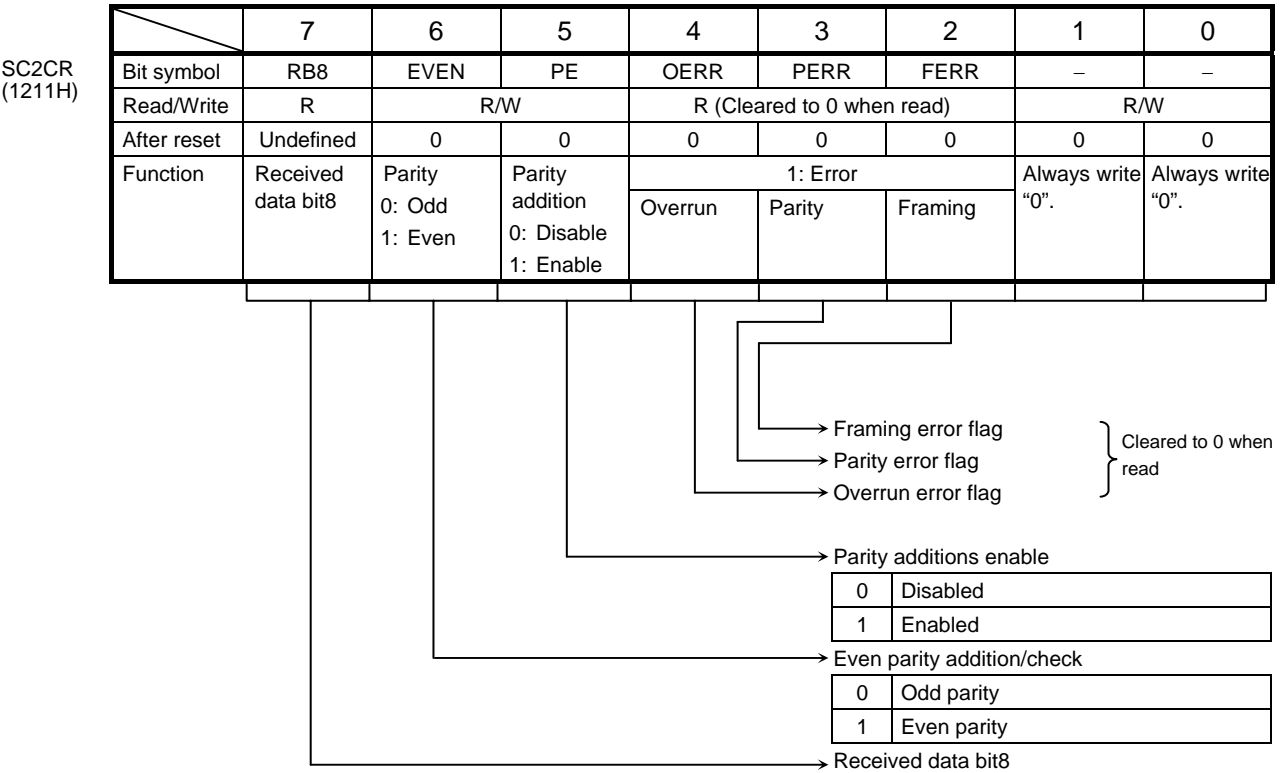 7 6 5 4 3 2 1 0
SC2CR
(1211H)
Bit symbol RB8 EVEN PE OERR PERR FERR − −
Read/Write R R/W R (Cleared to 0 when read) R/W
After reset Undefined 0 0 0 0 0 0 0
Function
Received
data bit8
Parity
0: Odd
1: Even
Parity
addition
0: Disable
1: Enable
1: Error
Overrun
Parity
Framing
Always write
“0”.
Always write
“0”.
Framing error flag
Parity error flag
Overrun error flag
Cleared to 0 when
read
Parity additions enable
0 Disabled
1 Enabled
Even parity addition/check
0 Odd parity
1 Even parity
Received data bit8